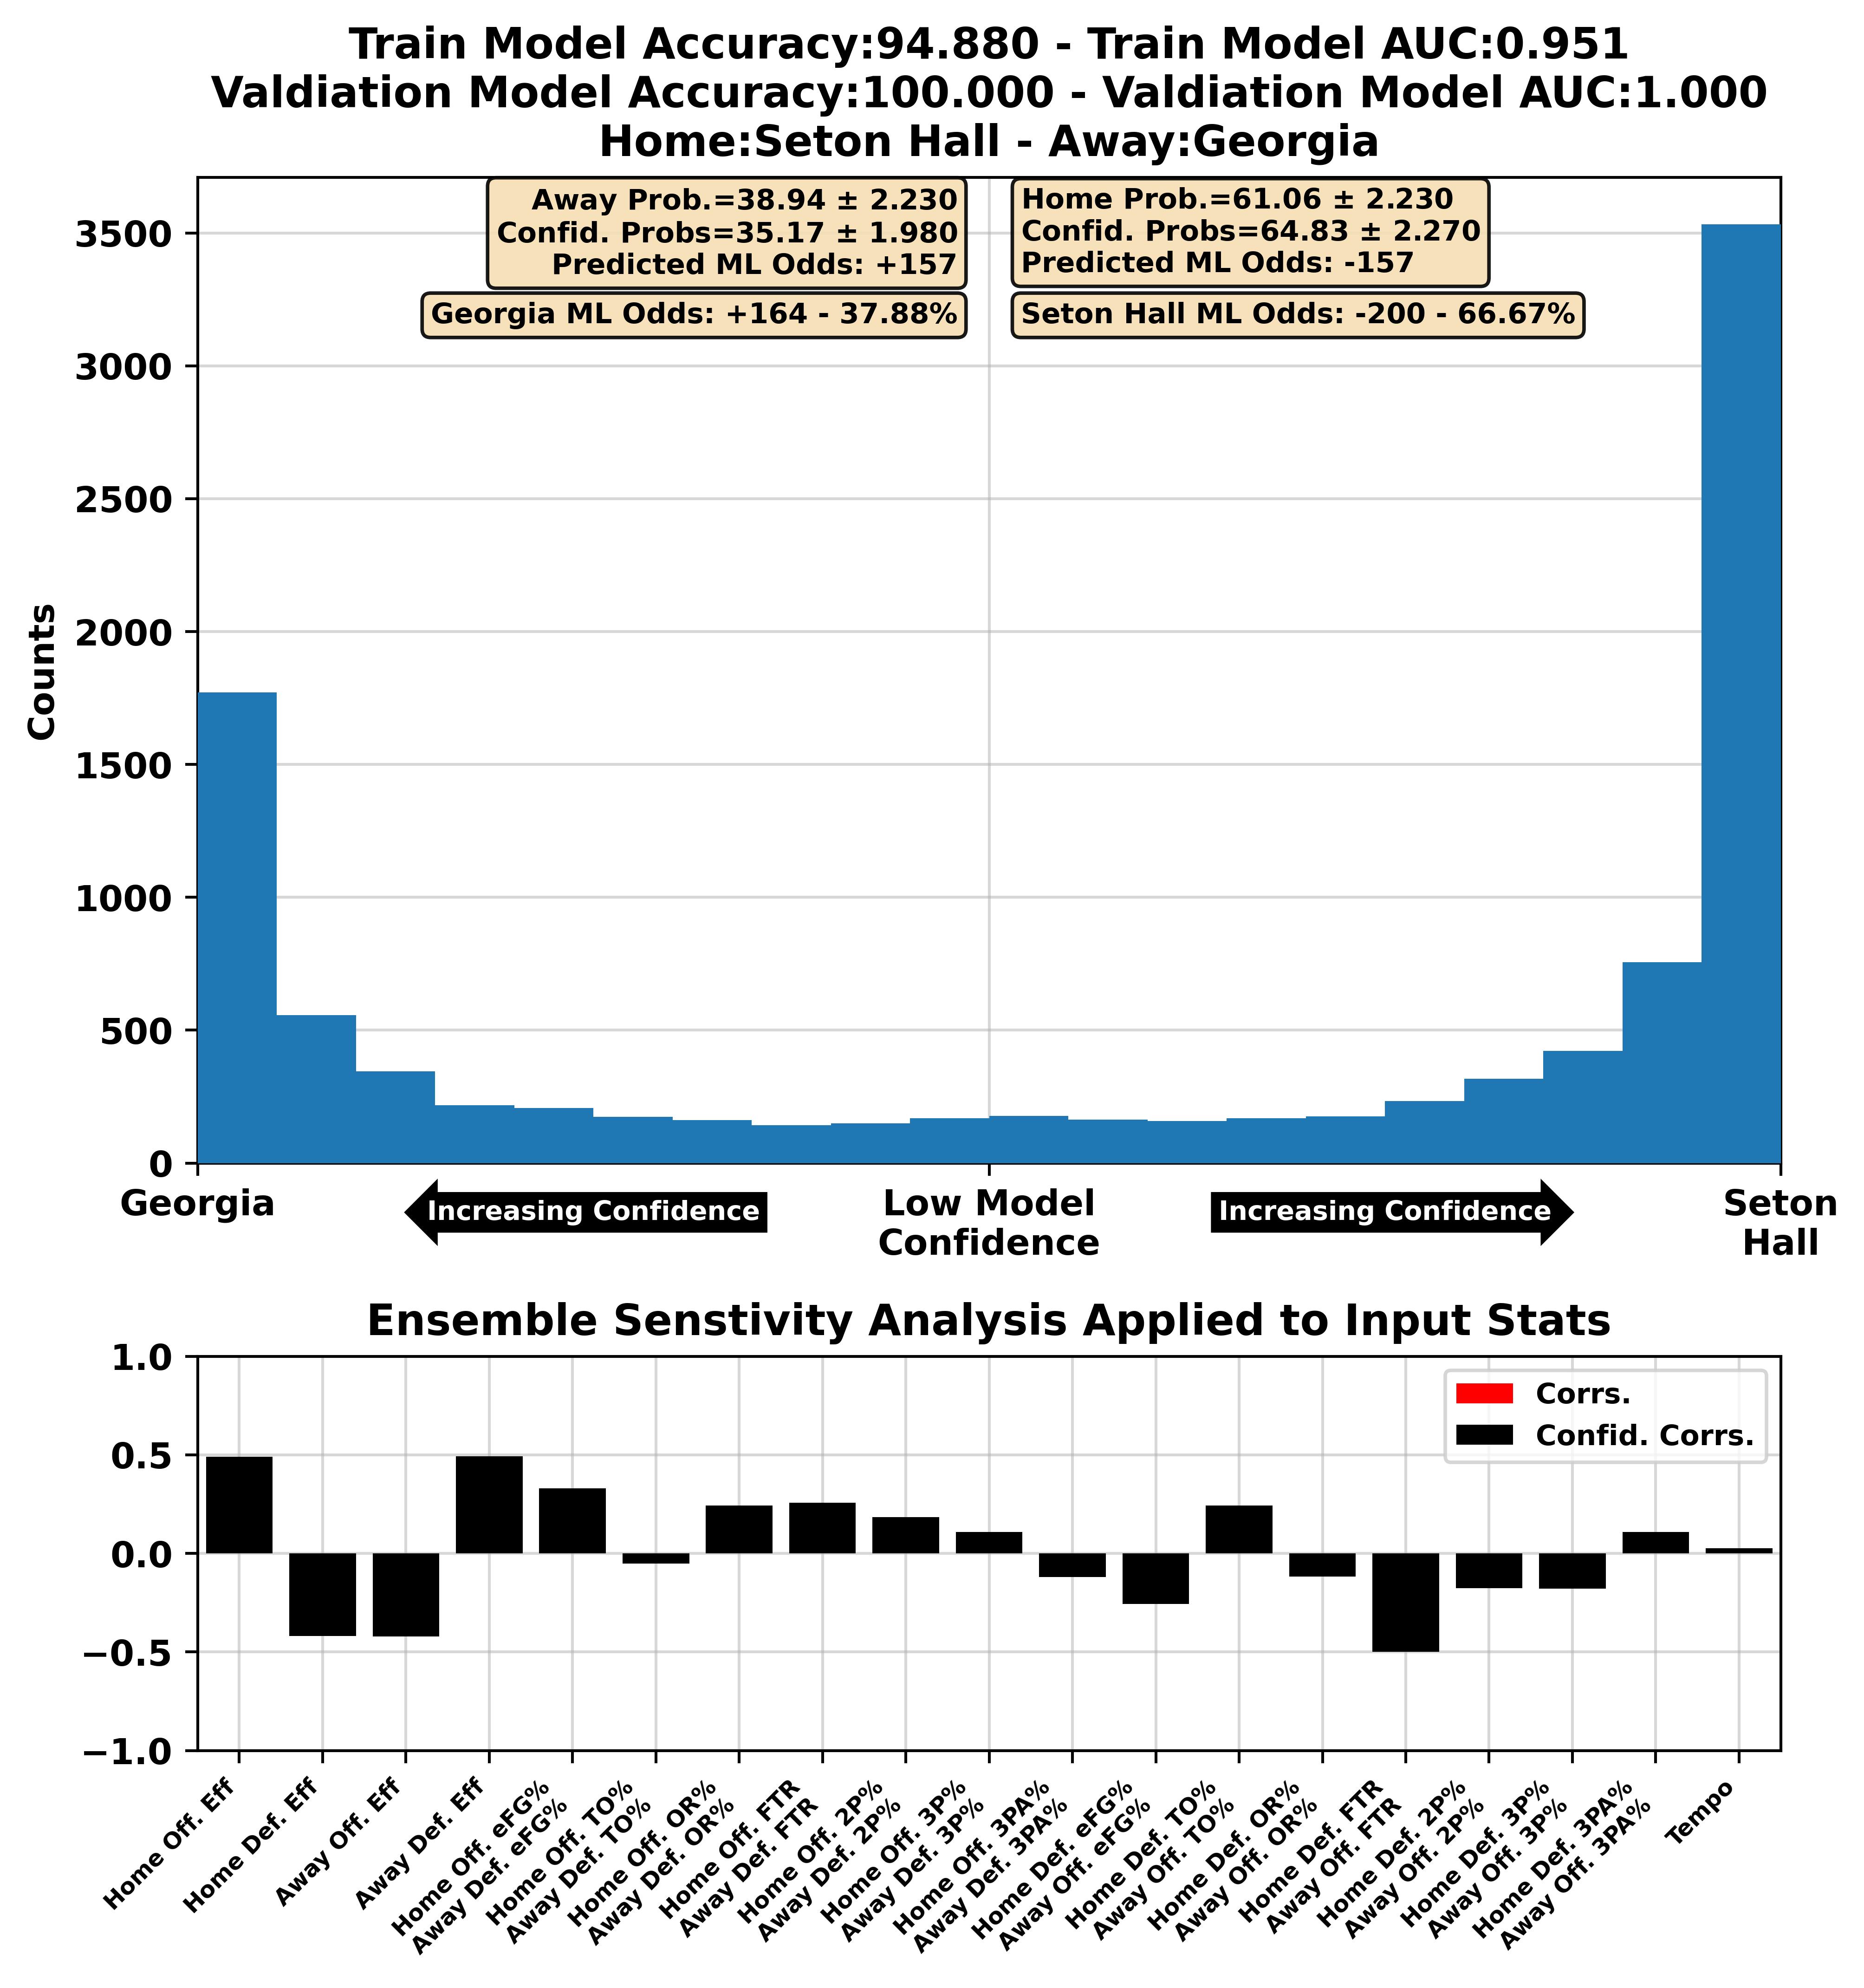 Train Model Accuracy:94.880 - Train Model AUC:0.951
Valdiation Model Accuracy:100.000 - Valdiation Model AUC:1.000
Home:Seton Hall - Away:Georgia
Away Prob.=38.94 ± 2.230
Confid. Probs=35.17 ± 1.980
Predicted ML Odds: +157
Georgia ML Odds: +164 - 37.88%
Home Prob.=61.06 ± 2.230
Confid. Probs=64.83 ± 2.270
Predicted ML Odds: -157
Seton Hall ML Odds: -200 - 66.67%
Counts
3500
3000
2500
2000
1500
1000
500
0
Georgia
Increasing Confidence
Low Model
Confidence
Increasing Confidence
Seton
Hall
Ensemble Senstivity Analysis Applied to Input Stats
1.0
0.5
0.0
−0.5
−1.0
Corrs.
Confid. Corrs.
Home Off. Eff
Home Def. Eff
Away Off. Eff
Away Def. Eff
Home Off. eFG%
Away Def. eFG%
Home Off. TO%
Away Def. TO%
Home Off. OR%
Away Def. OR%
Home Off. FTR
Away Def. FTR
Home Off. 2P%
Away Def. 2P%
Home Off. 3P%
Away Def. 3P%
Home Off. 3PA%
Away Def. 3PA%
Home Def. eFG%
Away Off. eFG%
Home Def. TO%
Away Off. TO%
Home Def. OR%
Away Off. OR%
Home Def. FTR
Away Off. FTR
Home Def. 2P%
Away Off. 2P%
Home Def. 3P%
Away Off. 3P%
Home Def. 3PA%
Away Off. 3PA%
Tempo